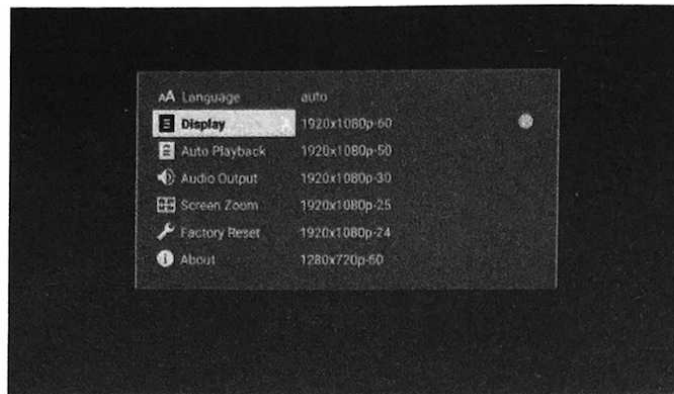 Language auto
Display 1920x1080p-60
Auto Playback 1920x1080p-50
Audio Output 1920x1080p-30
Screen Zoom 1920x1080p-25
Factory Reset 1920x1080p-24
About 1280x720p-60